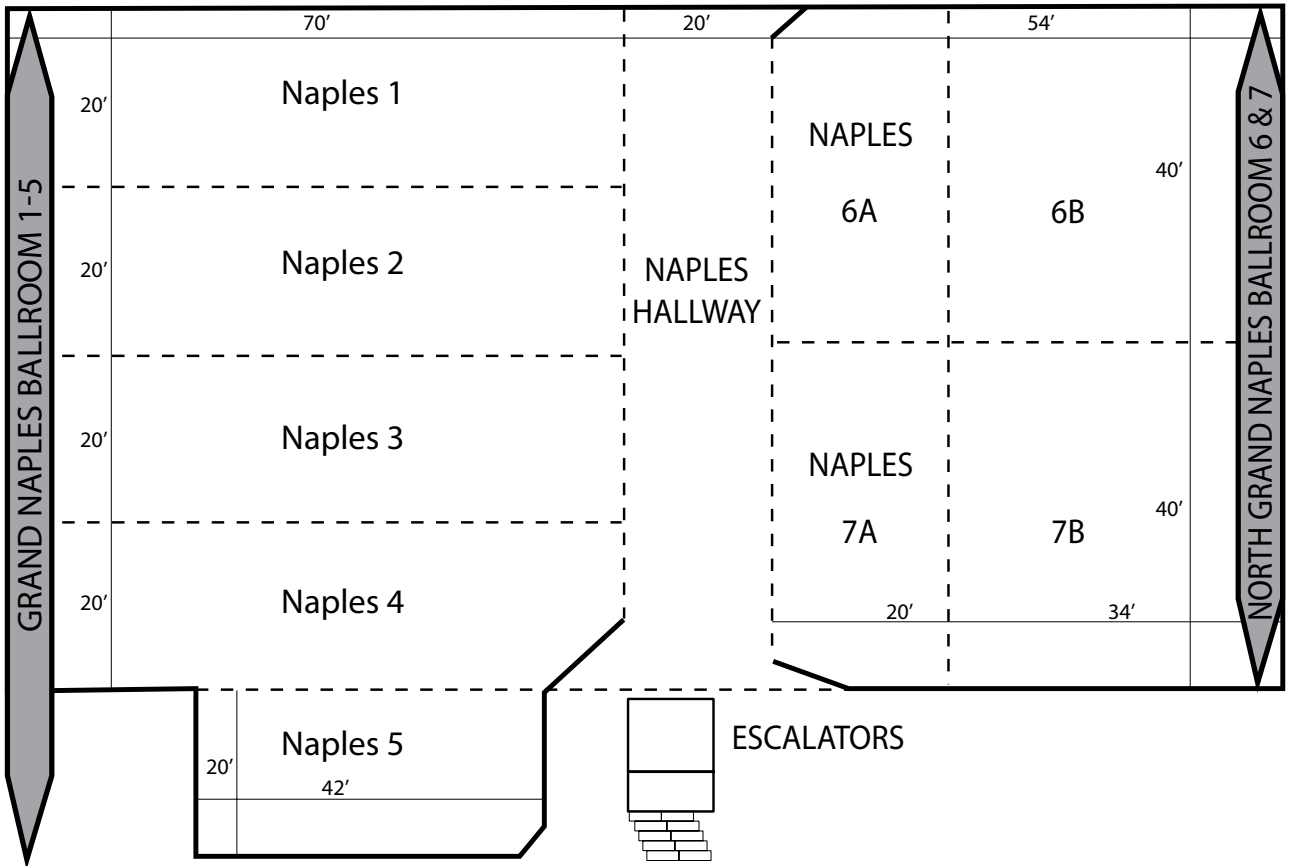 70’
20’
54’
GRAND NAPLES BALLROOM 1-5
20’
Naples 1
NAPLES
6A
6B
40’
NORTH GRAND NAPLES BALLROOM 6 & 7
20’
Naples 2
NAPLES
HALLWAY
20’
Naples 3
NAPLES
7A
7B
40’
20’
Naples 4
20’
34’
Naples 5
20’
42’
ESCALATORS